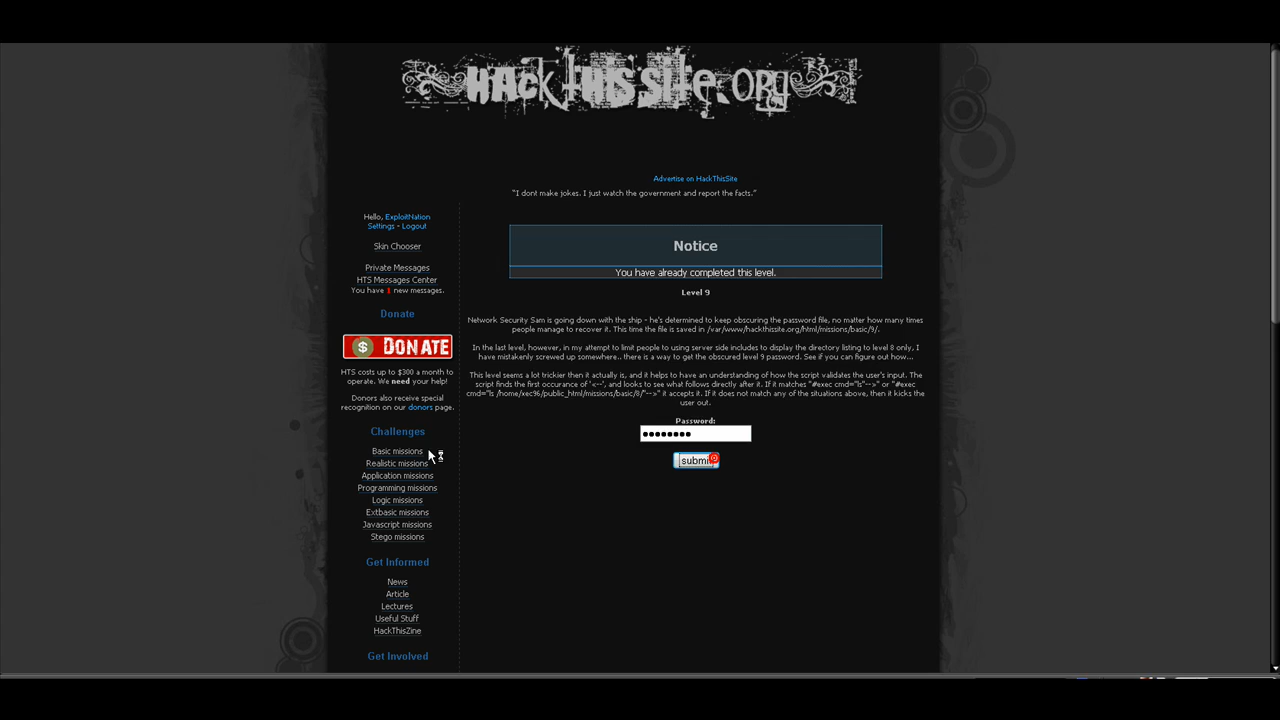 HACKTHISSITE.ORG
Advertise on HackThisSite
"I dont make jokes. I just watch the government and report the facts."
Hello, ExploitNation
Settings - Logout
Skin Chooser
Private Messages
HTS Messages Center
You have 1 new messages.
Donate
$ DONATE
HTS costs up to $300 a month to
operate. We need your help!
Donors also receive special
recognition on our donors page.
Challenges
Basic missions
Realistic missions
Application missions
Programming missions
Logic missions
Extbasic missions
Javascript missions
Stego missions
Get Informed
News
Article
Lectures
Useful Stuff
HackThisZine
Get Involved
Notice
You have already completed this level.
Level 9
Network Security Sam is going down with the ship - he's determined to keep obscuring the password file, no matter how many times
people manage to recover it. This time the file is saved in /var/www/hackthissite.org/html/missions/basic/9/.
In the last level, however, in my attempt to limit people to using server side includes to display the directory listing to level 8 only, I
have mistakenly screwed up somewhere.. there is a way to get the obscured level 9 password. See if you can figure out how...
This level seems a lot trickier then it actually is, and it helps to have an understanding of how the script validates the user's input. The
script finds the first occurance of '<--', and looks to see what follows directly after it. If it matches "#exec cmd="ls"-->" or "#exec
cmd="ls /home/xec96/public_html/missions/basic/8/"-->" it accepts it. If it does not match any of the situations above, then it kicks the
user out.
Password:
submi